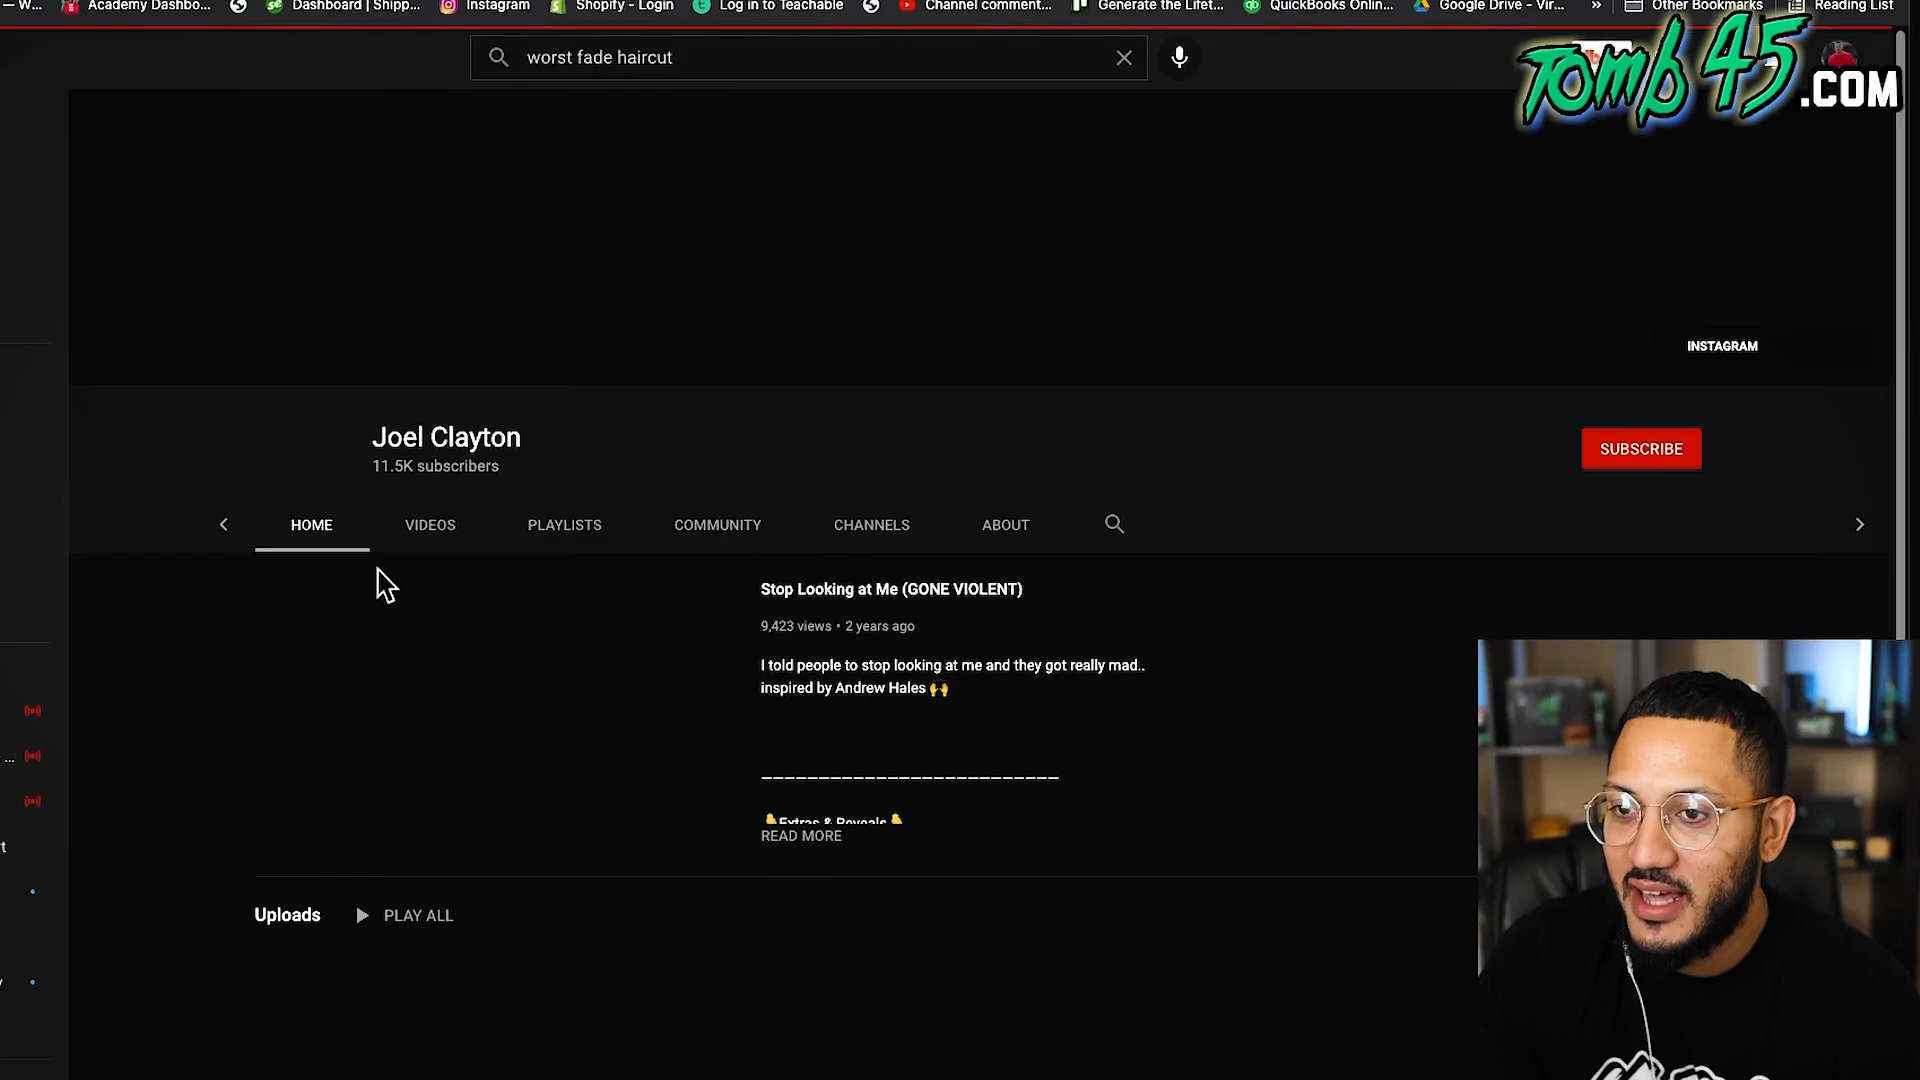 — W...
Academy Dashbo...
Dashboard | Shipp...
Instagram
Shopify - Login
Log in to Teachable
Channel comment...
Generate the Lifet...
QuickBooks Onlin...
Google Drive - Vir...
»
Other Bookmarks
Reading List
worst fade haircut
TOMB 45.COM
INSTAGRAM
Joel Clayton
11.5K subscribers
SUBSCRIBE
HOME
VIDEOS
PLAYLISTS
COMMUNITY
CHANNELS
ABOUT
Stop Looking at Me (GONE VIOLENT)
9,423 views • 2 years ago
I told people to stop looking at me and they got really mad..
inspired by Andrew Hales 🙌
__________________________
👇Extras & Reveals👇
READ MORE
Uploads
PLAY ALL